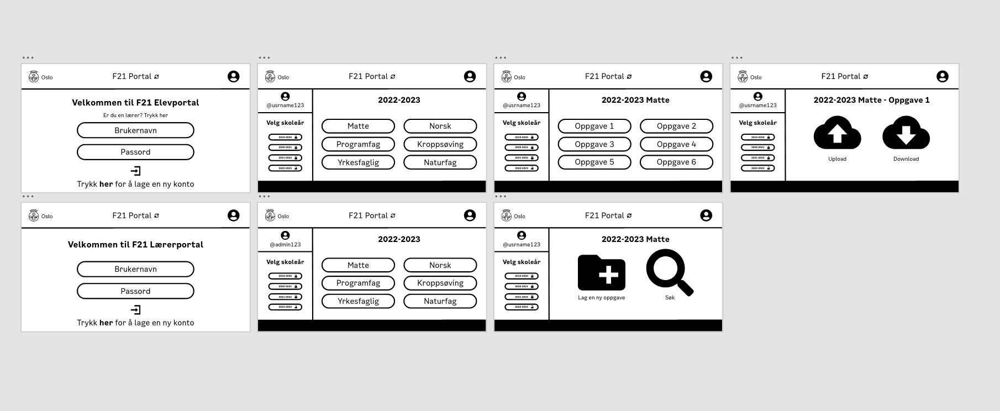 Oslo
F21 Portal
Velkommen til F21 Elevportal
Er du en lærer? Trykk her
Brukernavn
Passord
Trykk her for å lage en ny konto
Oslo
F21 Portal
@usrname123
Velg skoleår
2019-2020
2020-2021
2021-2022
2022-2023
2022-2023
Matte
Norsk
Programfag
Kroppsøving
Yrkesfaglig
Naturfag
Oslo
F21 Portal
@usrname123
Velg skoleår
2019-2020
2020-2021
2021-2022
2022-2023
2022-2023 Matte
Oppgave 1
Oppgave 2
Oppgave 3
Oppgave 4
Oppgave 5
Oppgave 6
Oslo
F21 Portal
@usrname123
Velg skoleår
2019-2020
2020-2021
2021-2022
2022-2023
2022-2023 Matte - Oppgave 1
Upload
Download
Oslo
F21 Portal
Velkommen til F21 Lærerportal
Brukernavn
Passord
Trykk her for å lage en ny konto
Oslo
F21 Portal
@admin123
Velg skoleår
2019-2020
2020-2021
2021-2022
2022-2023
2022-2023
Matte
Norsk
Programfag
Kroppsøving
Yrkesfaglig
Naturfag
Oslo
F21 Portal
@usrname123
Velg skoleår
2019-2020
2020-2021
2021-2022
2022-2023
2022-2023 Matte
Lag en ny oppgave
Søk